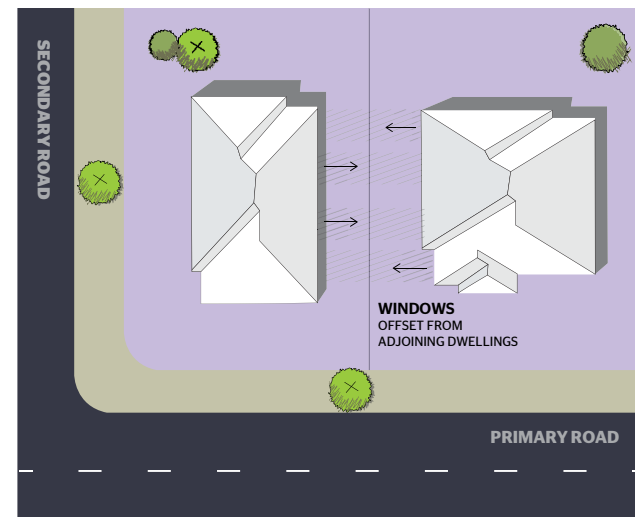 SECONDARY ROAD
WINDOWS
OFFSET FROM
ADJOINING DWELLINGS
PRIMARY ROAD